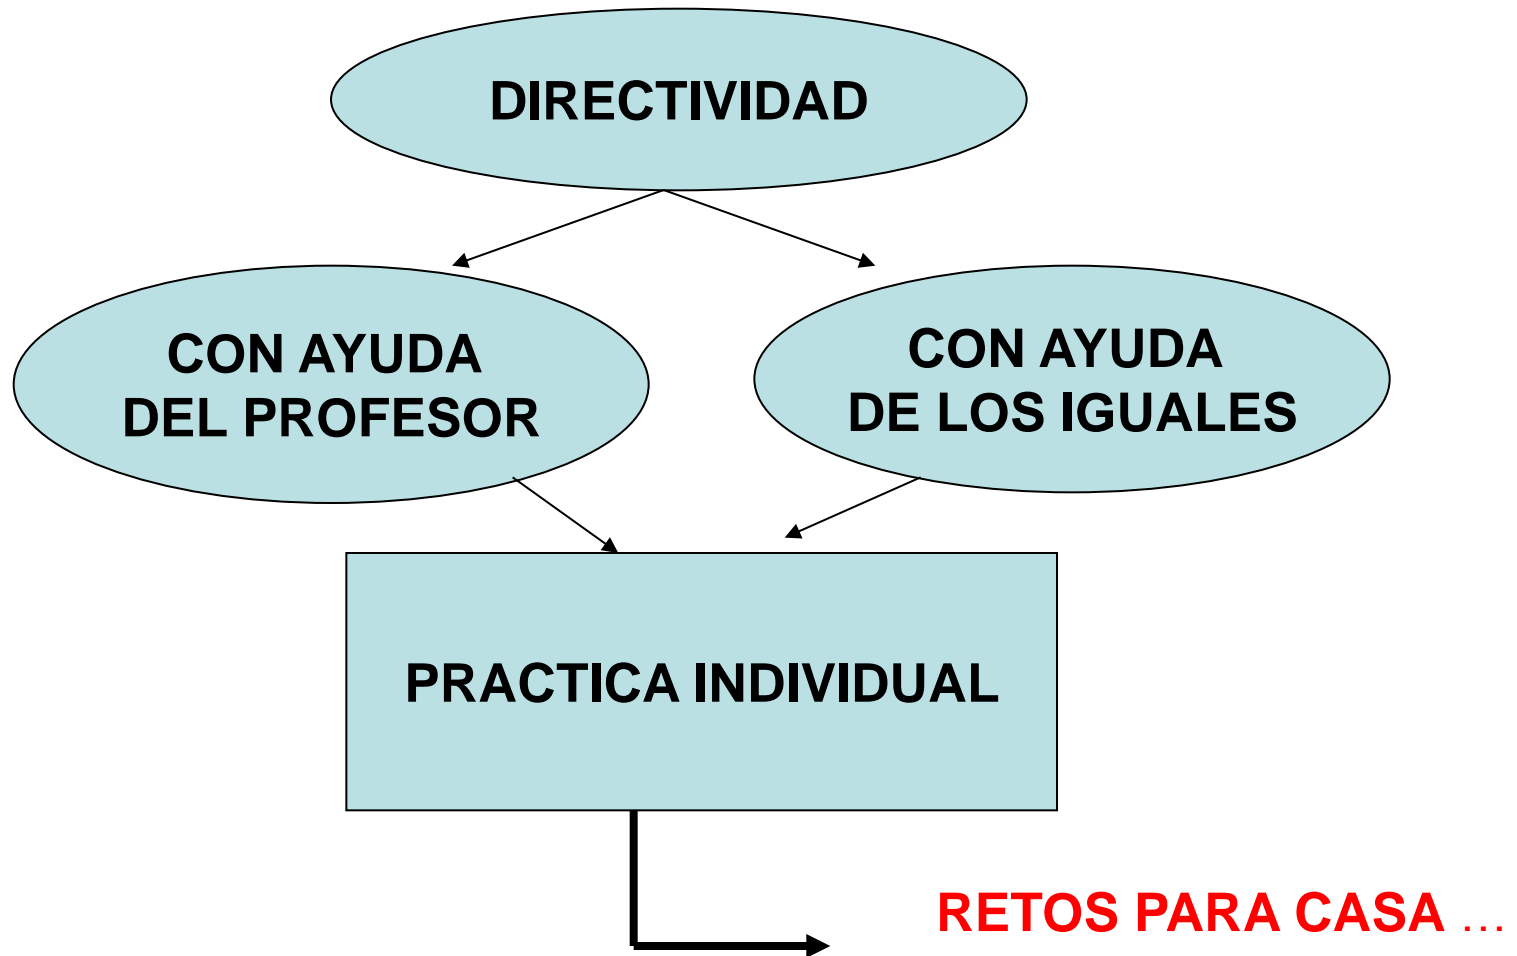 DIRECTIVIDAD
CON AYUDA
DEL PROFESOR
CON AYUDA
DE LOS IGUALES
PRACTICA INDIVIDUAL
RETOS PARA CASA ...